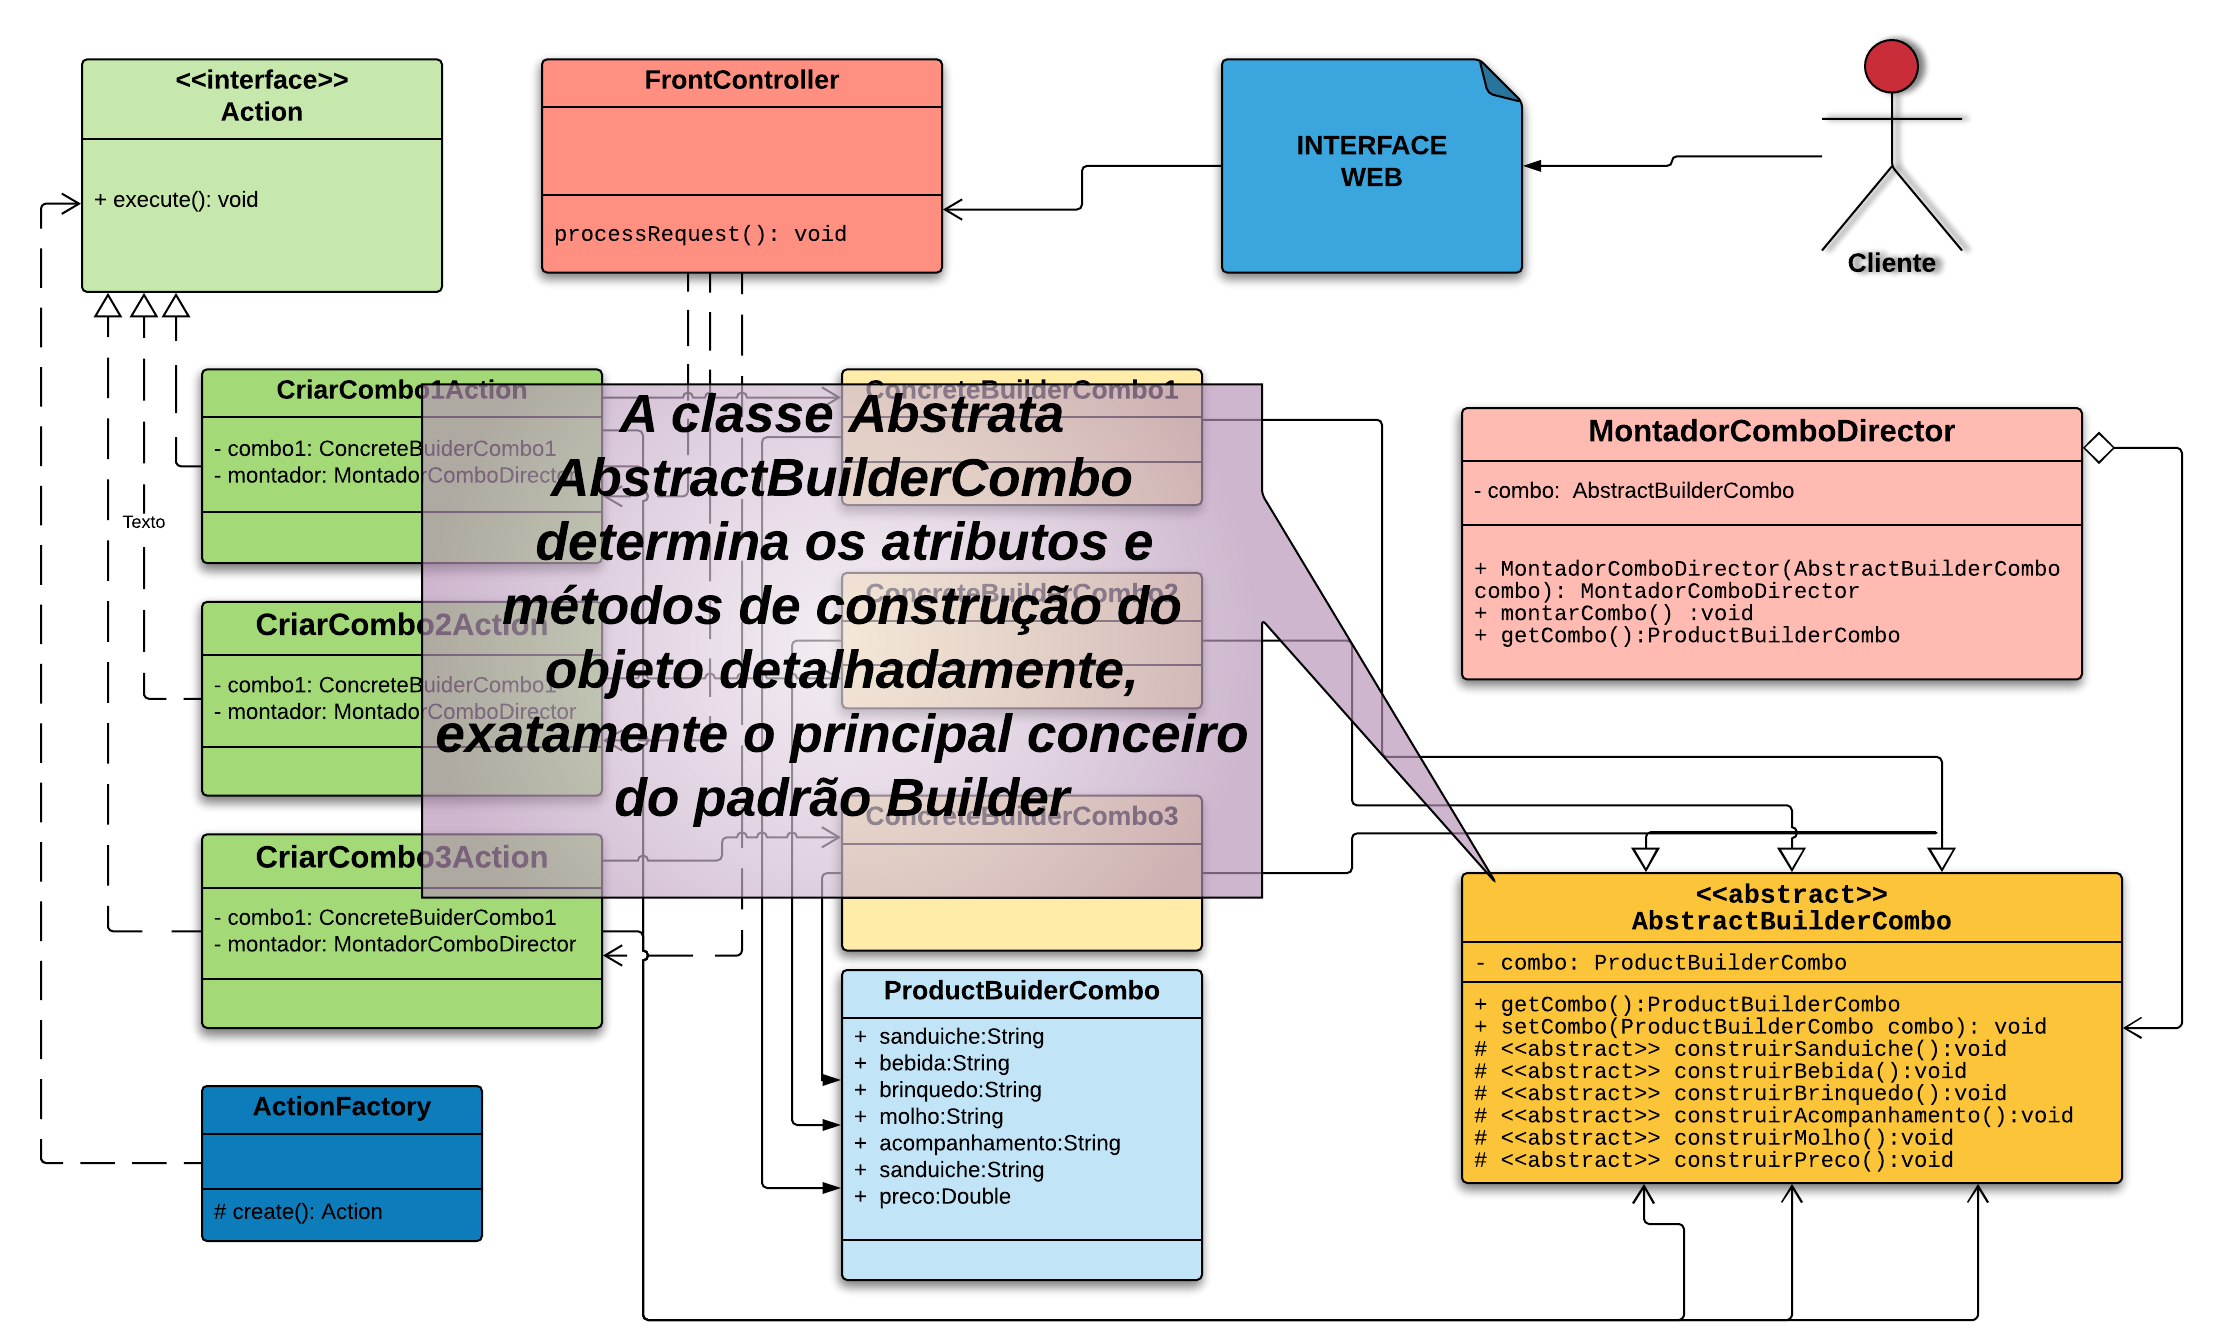 <<interface>>
Action
+ execute(): void
FrontController
processRequest(): void
INTERFACE
WEB
Cliente
CriarCombo1Action
- combo1: ConcreteBuiderCombo1
- montador: MontadorComboDirector
Texto
CriarCombo2Action
- combo1: ConcreteBuiderCombo1
- montador: MontadorComboDirector
CriarCombo3Action
- combo1: ConcreteBuiderCombo1
- montador: MontadorComboDirector
ActionFactory
# create(): Action
ConcreteBuilderCombo1
ConcreteBuilderCombo2
ConcreteBuilderCombo3
A classe Abstrata
AbstractBuilderCombo
determina os atributos e
métodos de construção do
objeto detalhadamente,
exatamente o principal conceiro
do padrão Builder
ProductBuiderCombo
+ sanduiche:String
+ bebida:String
+ brinquedo:String
+ molho:String
+ acompanhamento:String
+ sanduiche:String
+ preco:Double
MontadorComboDirector
- combo: AbstractBuilderCombo
+ MontadorComboDirector(AbstractBuilderCombo
combo): MontadorComboDirector
+ montarCombo() :void
+ getCombo():ProductBuilderCombo
<<abstract>>
AbstractBuilderCombo
- combo: ProductBuilderCombo
+ getCombo():ProductBuilderCombo
+ setCombo(ProductBuilderCombo combo): void
# <<abstract>> construirSanduiche():void
# <<abstract>> construirBebida():void
# <<abstract>> construirBrinquedo():void
# <<abstract>> construirAcompanhamento():void
# <<abstract>> construirMolho():void
# <<abstract>> construirPreco():void